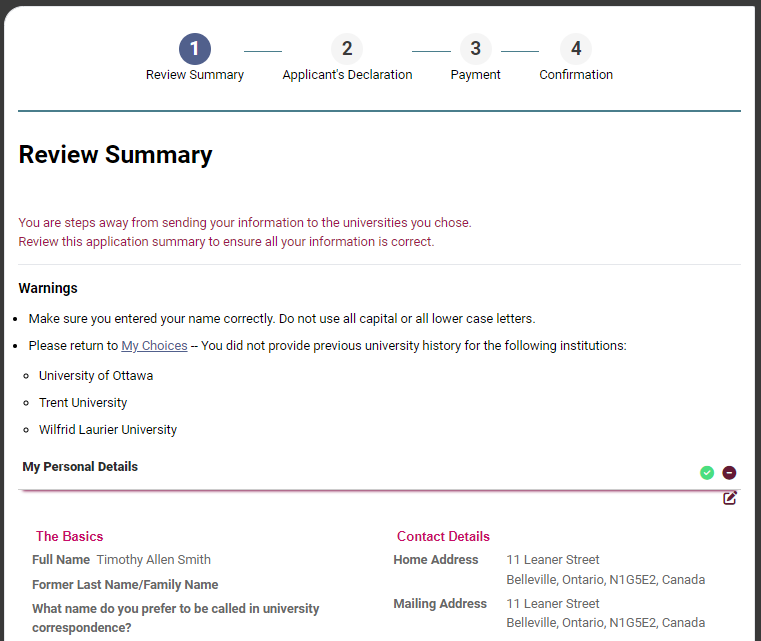 1 2 3 4
Review Summary Applicant's Declaration Payment Confirmation
Review Summary
You are steps away from sending your information to the universities you chose.
Review this application summary to ensure all your information is correct.
Warnings
Make sure you entered your name correctly. Do not use all capital or all lower case letters.
Please return to My Choices -- You did not provide previous university history for the following institutions:
University of Ottawa
Trent University
Wilfrid Laurier University
My Personal Details
The Basics
Full Name Timothy Allen Smith
Former Last Name/Family Name
What name do you prefer to be called in university
correspondence?
Contact Details
Home Address 11 Leaner Street
Belleville, Ontario, N1G5E2, Canada
Mailing Address 11 Leaner Street
Belleville, Ontario, N1G5E2, Canada